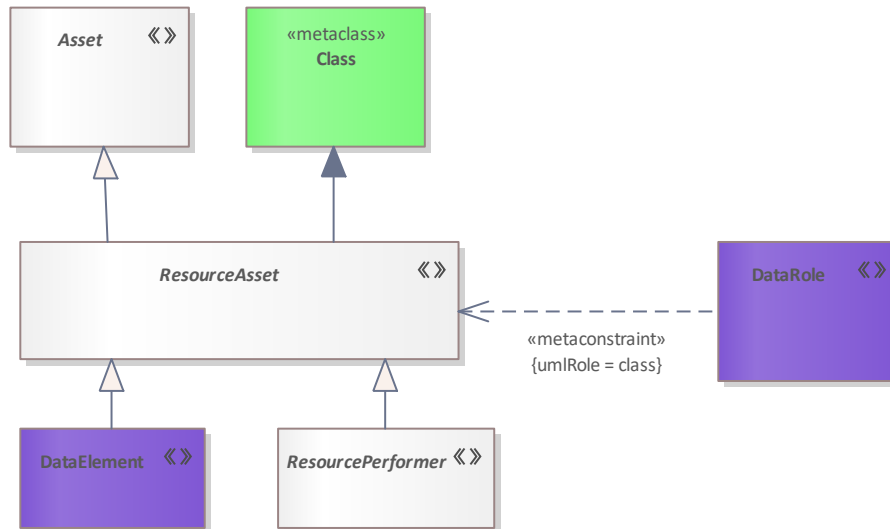 Asset
«metaclass»
Class
ResourceAsset
DataRole
«metaconstraint»
{umlRole = class}
DataElement
ResourcePerformer